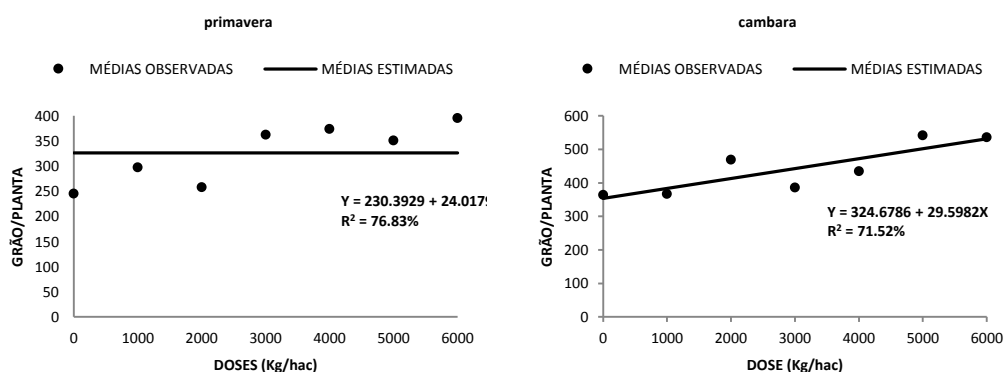 primavera
MÉDIAS OBSERVADAS MÉDIAS ESTIMADAS
400
350
300
250
200
150
100
50
0
GRÃO/PLANTA
Y = 230.3929 + 24.0179
R² = 76.83%
0 1000 2000 3000 4000 5000 6000
DOSES (Kg/hac)
cambara
MÉDIAS OBSERVADAS MÉDIAS ESTIMADAS
600
500
400
300
200
100
0
GRÃO/PLANTA
Y = 324.6786 + 29.5982X
R² = 71.52%
0 1000 2000 3000 4000 5000 6000
DOSE (Kg/hac)